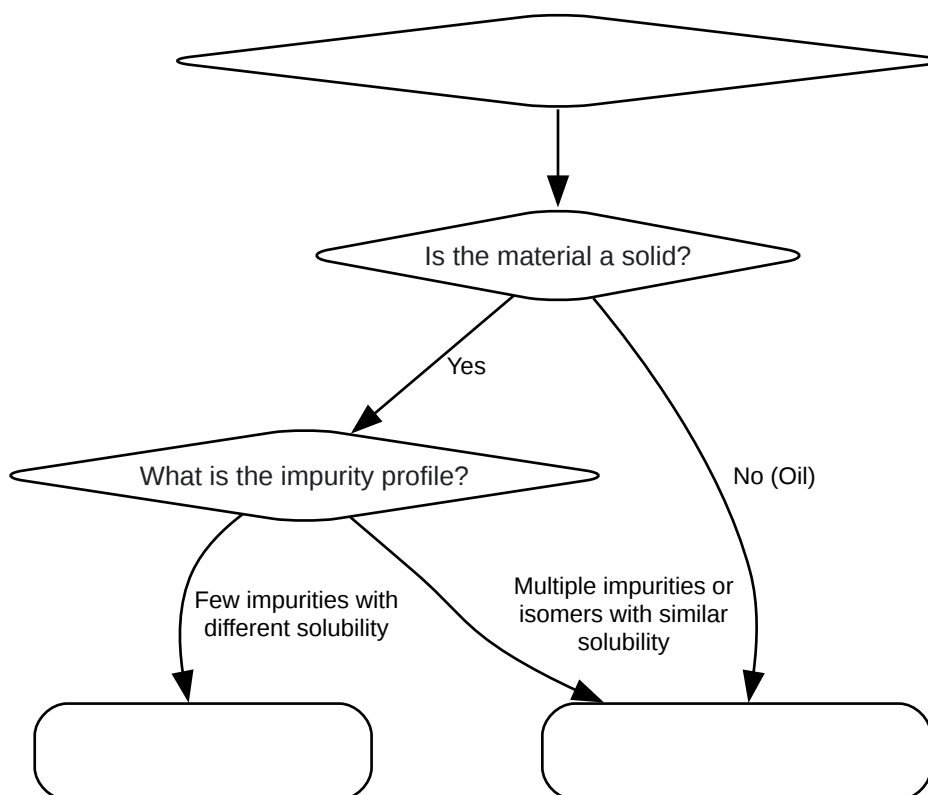 Is the material a solid?
Yes
What is the impurity profile?
No (Oil)
Few impurities with
different solubility
Multiple impurities or
isomers with similar
solubility